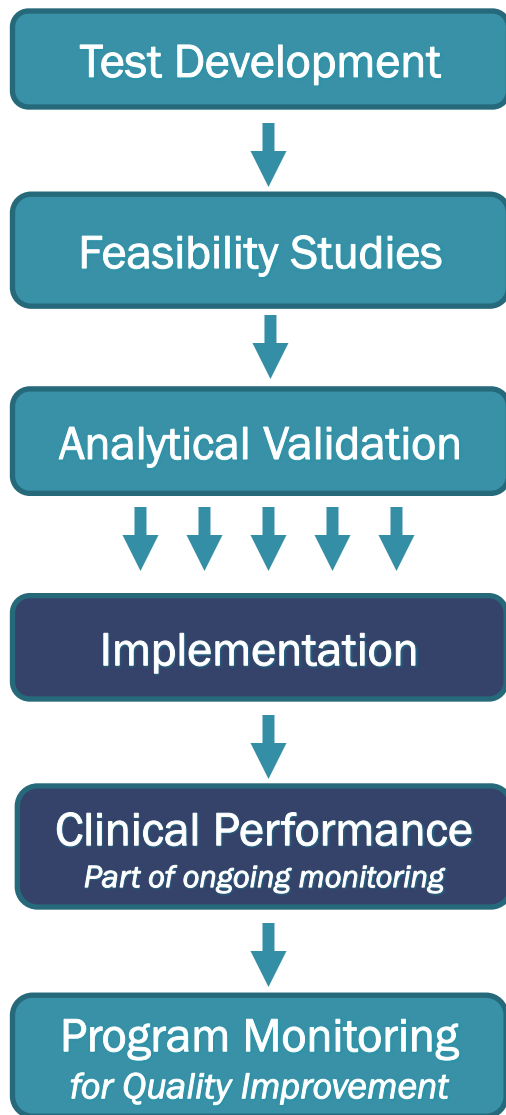 Test Development
Feasibility Studies
Analytical Validation
Implementation
Clinical Performance
Part of ongoing monitoring
Program Monitoring
for Quality Improvement